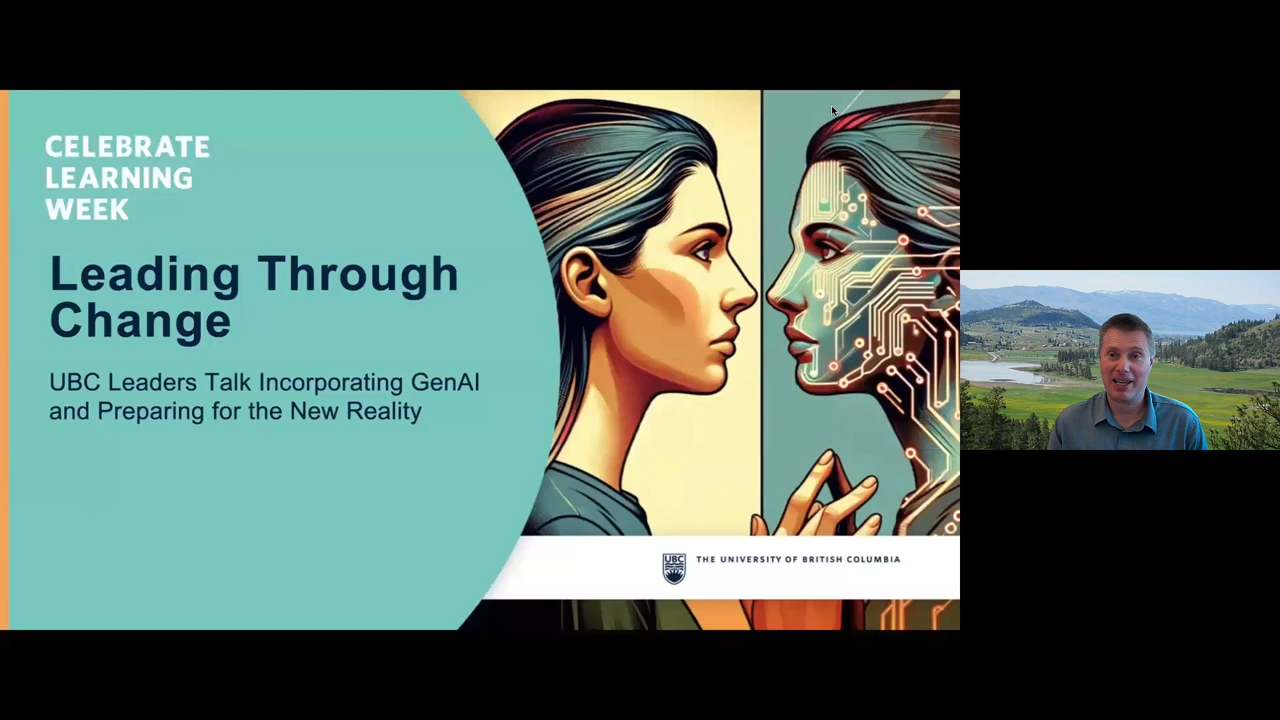 CELEBRATE
LEARNING
WEEK
Leading Through
Change
UBC Leaders Talk Incorporating GenAI
and Preparing for the New Reality
UBC
THE UNIVERSITY OF BRITISH COLUMBIA